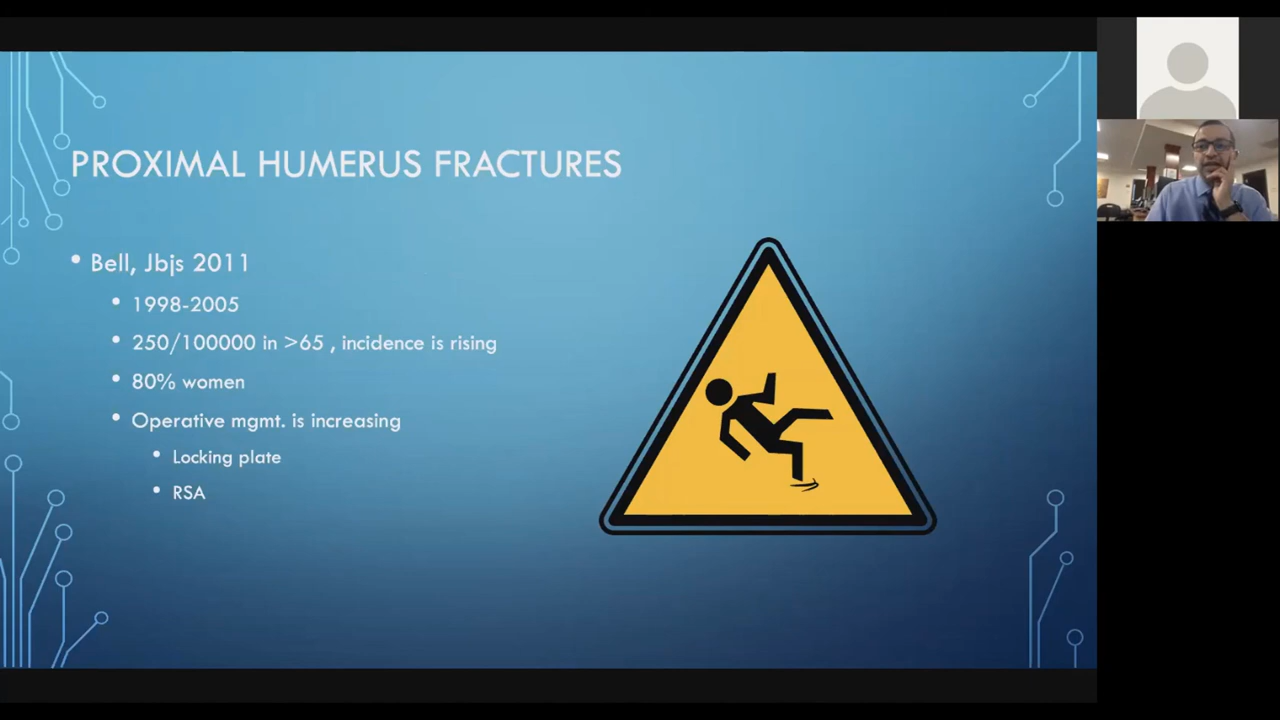 PROXIMAL HUMERUS FRACTURES
• Bell, Jbjs 2011
• 1998-2005
• 250/100000 in >65 , incidence is rising
• 80% women
• Operative mgmt. is increasing
• Locking plate
• RSA